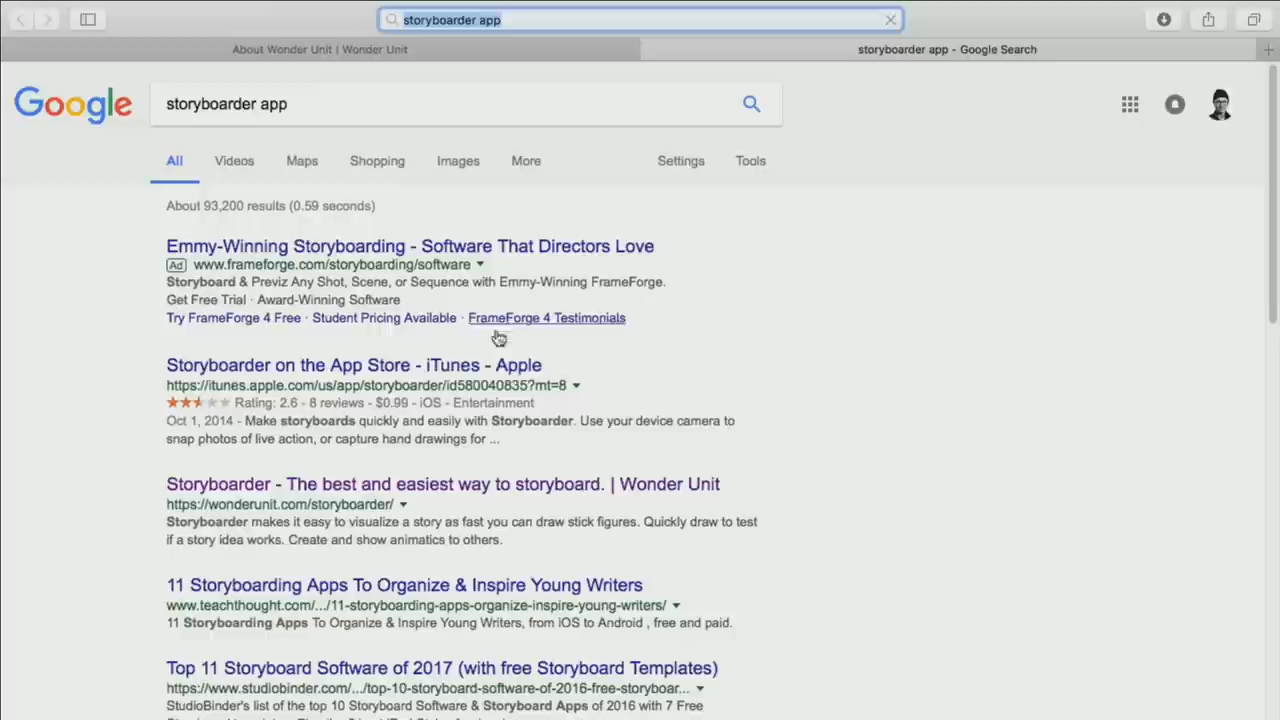 storyboarder app
About Wonder Unit | Wonder Unit
storyboarder app - Google Search
Google
storyboarder app
All Videos Maps Shopping Images More Settings Tools
About 93,200 results (0.59 seconds)
Emmy-Winning Storyboarding - Software That Directors Love
Ad www.frameforge.com/storyboarding/software
Storyboard & Previz Any Shot, Scene, or Sequence with Emmy-Winning FrameForge.
Get Free Trial · Award-Winning Software
Try FrameForge 4 Free · Student Pricing Available · FrameForge 4 Testimonials
Storyboarder on the App Store - iTunes - Apple
https://itunes.apple.com/us/app/storyboarder/id580040835?mt=8
Rating: 2.6 - 8 reviews - $0.99 - iOS - Entertainment
Oct 1, 2014 - Make storyboards quickly and easily with Storyboarder. Use your device camera to
snap photos of live action, or capture hand drawings for ...
Storyboarder - The best and easiest way to storyboard. | Wonder Unit
https://wonderunit.com/storyboarder/
Storyboarder makes it easy to visualize a story as fast you can draw stick figures. Quickly draw to test
if a story idea works. Create and show animatics to others.
11 Storyboarding Apps To Organize & Inspire Young Writers
www.teachthought.com/.../11-storyboarding-apps-organize-inspire-young-writers/
11 Storyboarding Apps To Organize & Inspire Young Writers, from iOS to Android , free and paid.
Top 11 Storyboard Software of 2017 (with free Storyboard Templates)
https://www.studiobinder.com/.../top-10-storyboard-software-of-2016-free-storyboar...
StudioBinder's list of the top 10 Storyboard Software & Storyboard Apps of 2016 with 7 Free